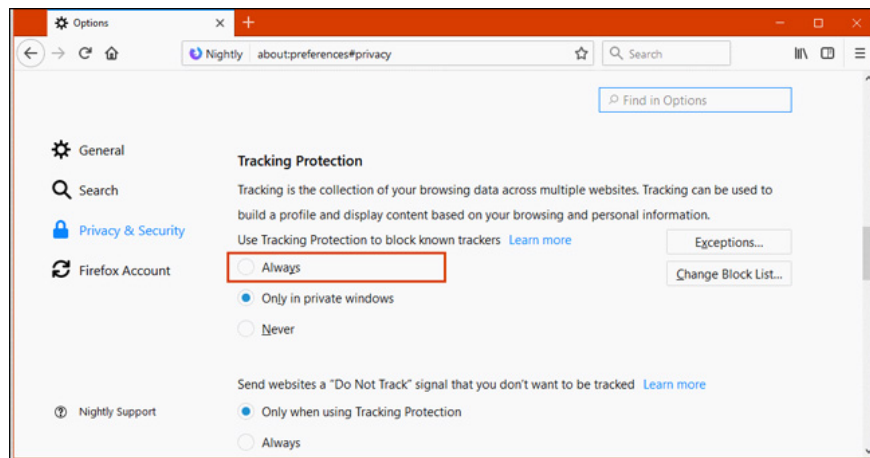 Options
Nightly about:preferences#privacy
Search
Find in Options
General
Search
Privacy & Security
Firefox Account
Nightly Support
Tracking Protection
Tracking is the collection of your browsing data across multiple websites. Tracking can be used to
build a profile and display content based on your browsing and personal information.
Use Tracking Protection to block known trackers Learn more
Exceptions...
Always
Change Block List...
Only in private windows
Never
Send websites a “Do Not Track” signal that you don’t want to be tracked Learn more
Only when using Tracking Protection
Always